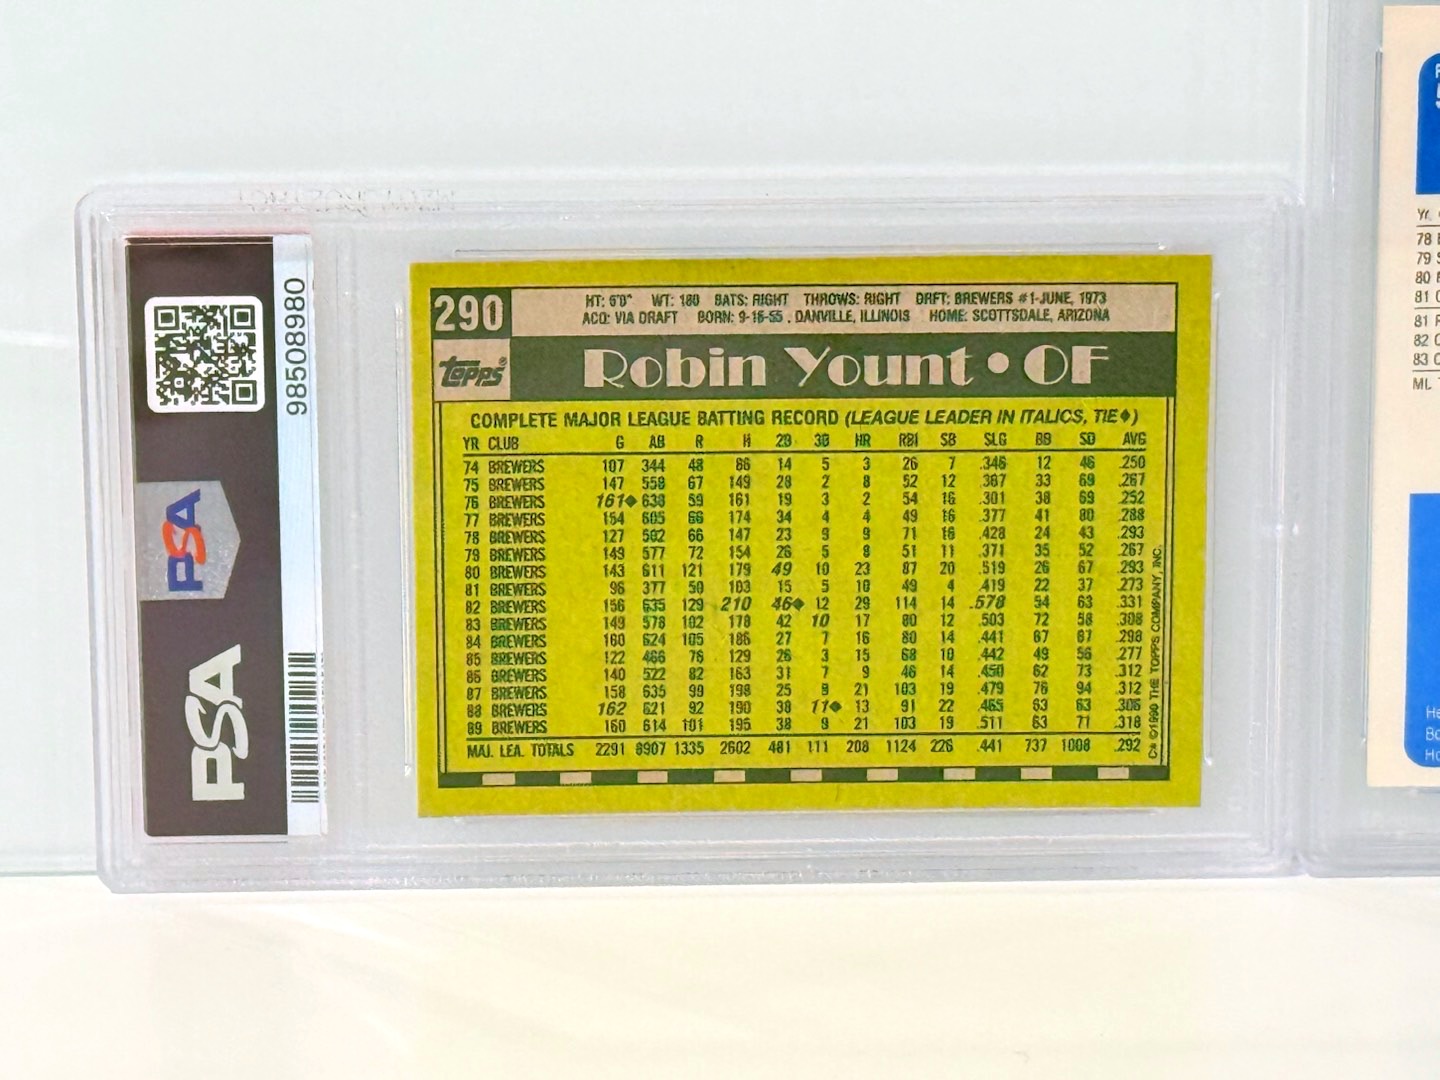 98508980
PSA
PSA
290
HT: 6'0" WT: 180 BATS: RIGHT THROWS: RIGHT DRFT: BREWERS #1-JUNE, 1973
ACQ: VIA DRAFT BORN: 9-16-55, DANVILLE, ILLINOIS HOME: SCOTTSDALE, ARIZONA
Topps®
Robin Yount • OF
COMPLETE MAJOR LEAGUE BATTING RECORD (LEAGUE LEADER IN ITALICS, TIE♦)
YR CLUB G AB R H 2B 3B HR RBI SB SLG BB SO AVG
74 BREWERS 107 344 48 86 14 5 3 26 7 .346 12 46 .250
75 BREWERS 147 558 67 149 28 2 8 52 12 .367 33 69 .267
76 BREWERS 161♦ 638 59 161 19 3 2 54 16 .301 38 69 .252
77 BREWERS 154 605 66 174 34 4 4 49 16 .377 41 80 .288
78 BREWERS 127 502 66 147 23 9 9 71 16 .428 24 43 .293
79 BREWERS 149 577 72 154 26 5 8 51 11 .371 35 52 .267
80 BREWERS 143 611 121 179 49 10 23 87 20 .519 26 67 .293
81 BREWERS 96 377 50 103 15 5 10 49 4 .419 22 37 .273
82 BREWERS 156 635 129 210 46♦ 12 29 114 14 .578 54 63 .331
83 BREWERS 149 578 102 178 42 10 17 80 12 .503 72 58 .308
84 BREWERS 160 624 105 186 27 7 16 80 14 .441 67 67 .298
85 BREWERS 122 466 76 129 26 3 15 68 10 .442 49 56 .277
86 BREWERS 140 522 82 163 31 7 9 46 14 .450 62 73 .312
87 BREWERS 158 635 99 198 25 9 21 103 19 .479 76 94 .312
88 BREWERS 162 621 92 190 38 11♦ 13 91 22 .465 63 63 .306
89 BREWERS 160 614 101 195 38 9 21 103 19 .511 63 71 .318
MAJ. LEA. TOTALS 2291 8907 1335 2602 481 111 208 1124 226 .441 737 1008 .292
C# ©1990 THE TOPPS COMPANY, INC.
Yr.
78
79
80
81
81
82
83
ML